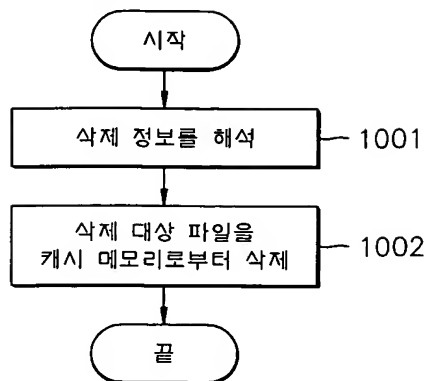 시작
삭제 정보를 해석
1001
삭제 대상 파일을
캐시 메모리로부터 삭제
1002
끝